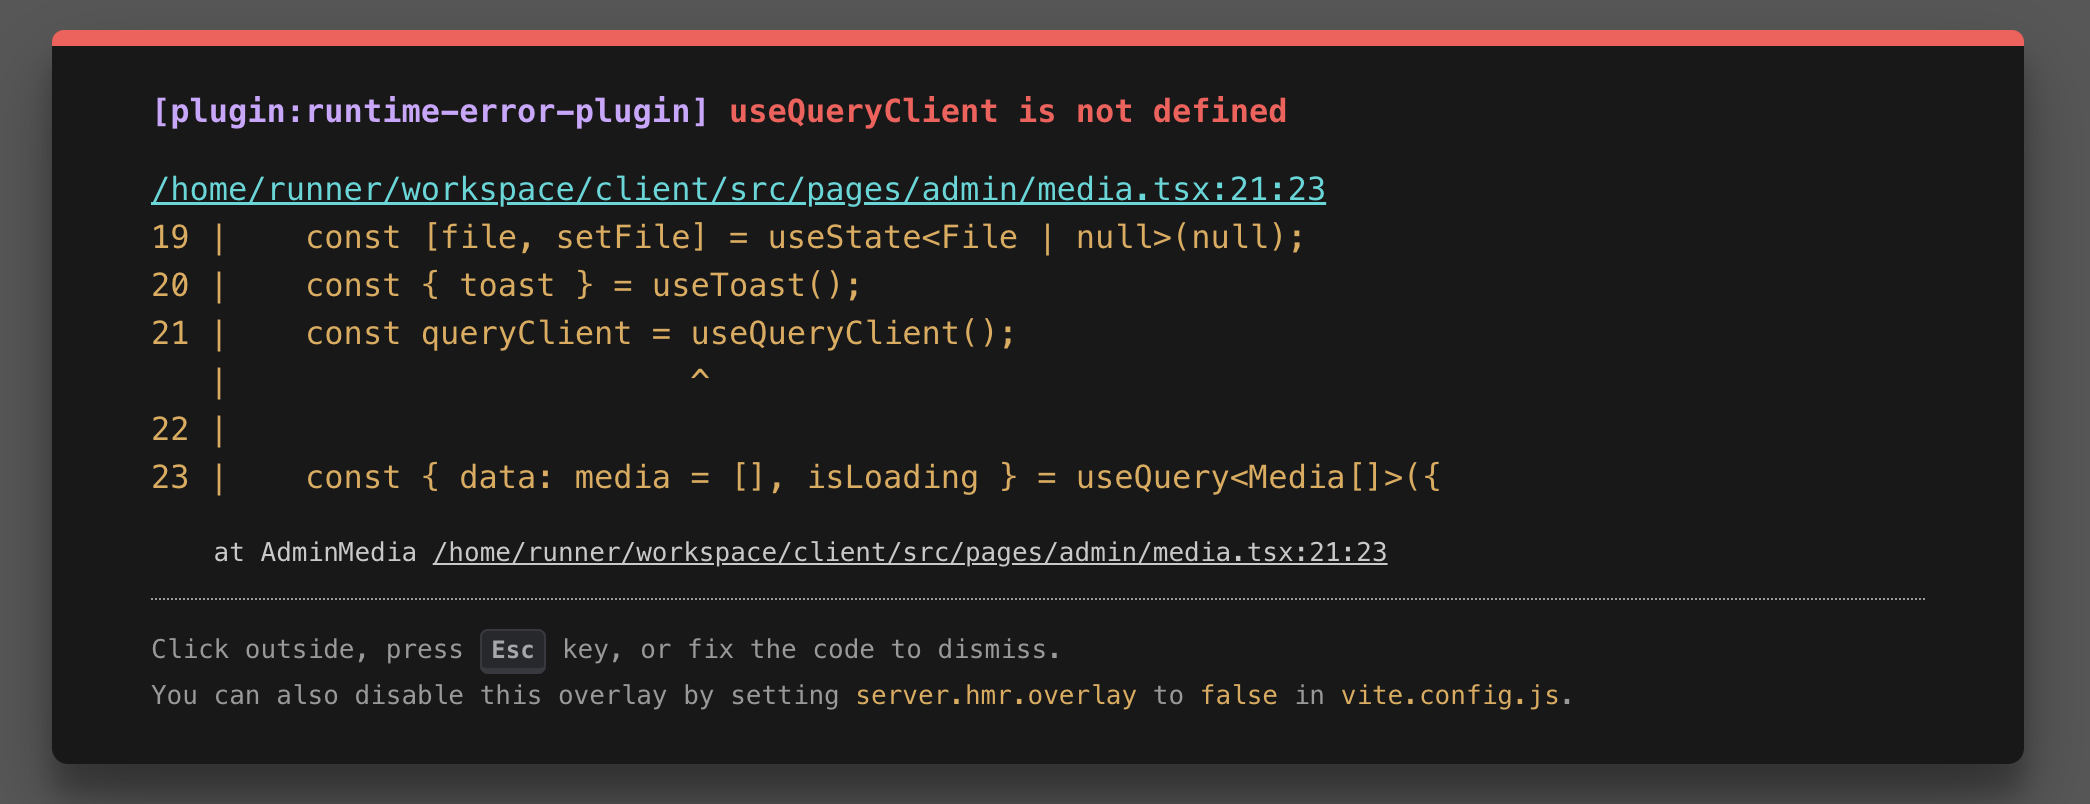 [plugin:runtime-error-plugin] useQueryClient is not defined
/home/runner/workspace/client/src/pages/admin/media.tsx:21:23
19 |    const [file, setFile] = useState<File | null>(null);
20 |    const { toast } = useToast();
21 |    const queryClient = useQueryClient();
   |                        ^
22 |
23 |    const { data: media = [], isLoading } = useQuery<Media[]>({
    at AdminMedia /home/runner/workspace/client/src/pages/admin/media.tsx:21:23
Click outside, press Esc key, or fix the code to dismiss.
You can also disable this overlay by setting server.hmr.overlay to false in vite.config.js.